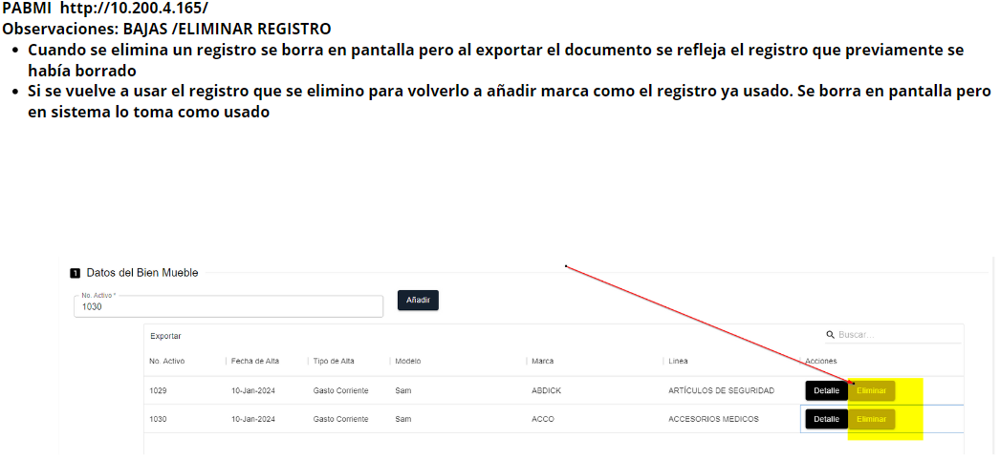 PABMI http://10.200.4.165/
Observaciones: BAJAS /ELIMINAR REGISTRO
• Cuando se elimina un registro se borra en pantalla pero al exportar el documento se refleja el registro que previamente se
había borrado
• Si se vuelve a usar el registro que se elimino para volverlo a añadir marca como el registro ya usado. Se borra en pantalla pero
en sistema lo toma como usado
1 Datos del Bien Mueble
No. Activo *
1030
Añadir
Exportar
Buscar...
No. Activo Fecha de Alta Tipo de Alta Modelo Marca Linea Acciones
1029 10-Jan-2024 Gasto Corriente Sam ABDICK ARTÍCULOS DE SEGURIDAD Detalle Eliminar
1030 10-Jan-2024 Gasto Corriente Sam ACCO ACCESORIOS MEDICOS Detalle Eliminar